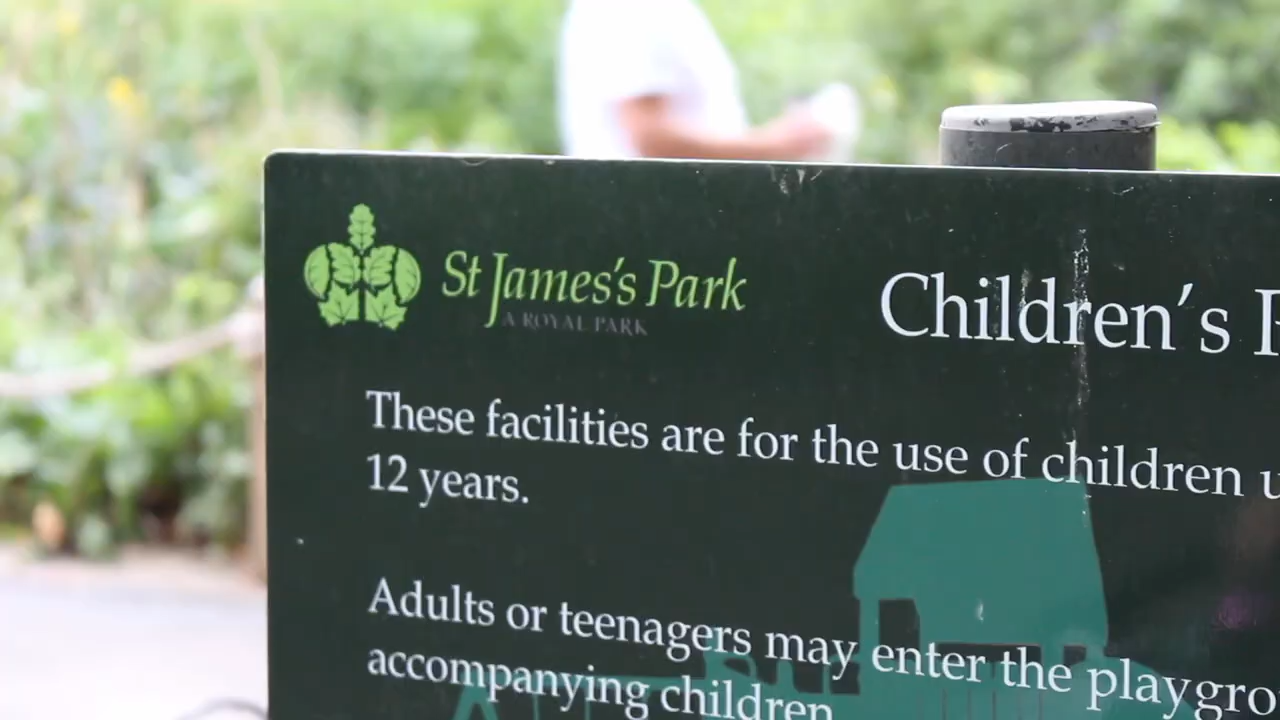 St James's Park
A ROYAL PARK
Children's
These facilities are for the use of children
12 years.
Adults or teenagers may enter the playgro
accompanying children